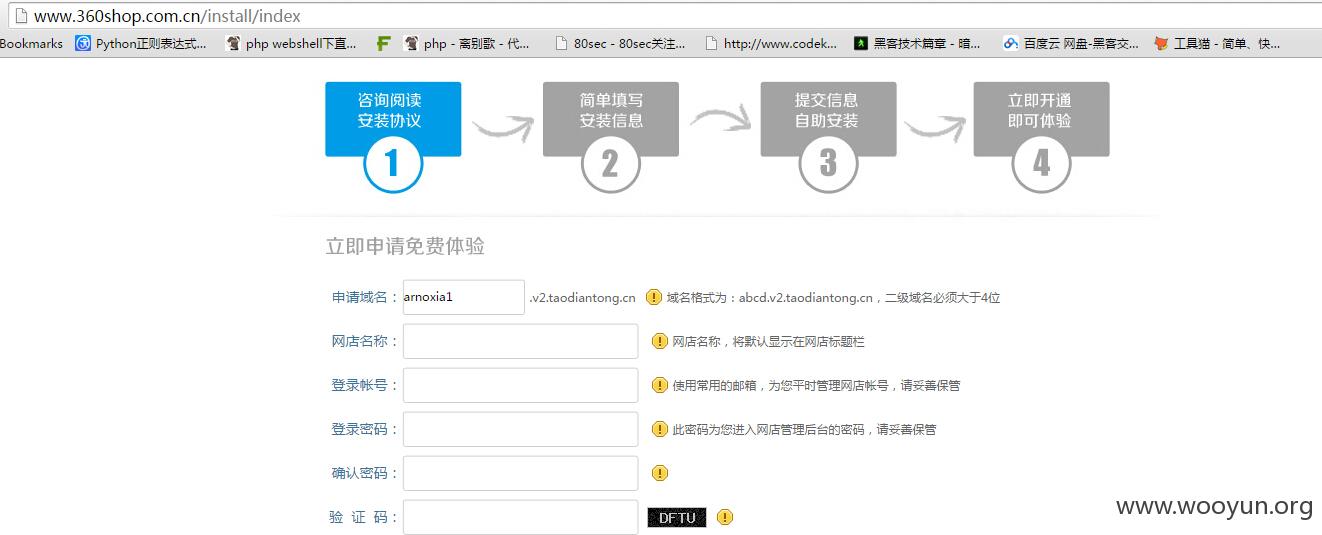 www.360shop.com.cn/install/index
Bookmarks Python正则表达式... php webshell下直... php - 离别歌 - 代... 80sec - 80sec关注... http://www.codek... 黑客技术篇章 - 暗... 百度云 网盘-黑客交... 工具猫 - 简单、快...
咨询阅读 简单填写 提交信息 立即开通
安装协议 安装信息 自助安装 即可体验
1 2 3 4
立即申请免费体验
申请域名： arnoxia1 .v2.taodiantong.cn 域名格式为：abcd.v2.taodiantong.cn，二级域名必须大于4位
网店名称： 网店名称，将默认显示在网店标题栏
登录帐号： 使用常用的邮箱，为您平时管理网店帐号，请妥善保管
登录密码： 此密码为您进入网店管理后台的密码，请妥善保管
确认密码：
验 证 码： DFTU
www.wooyun.org